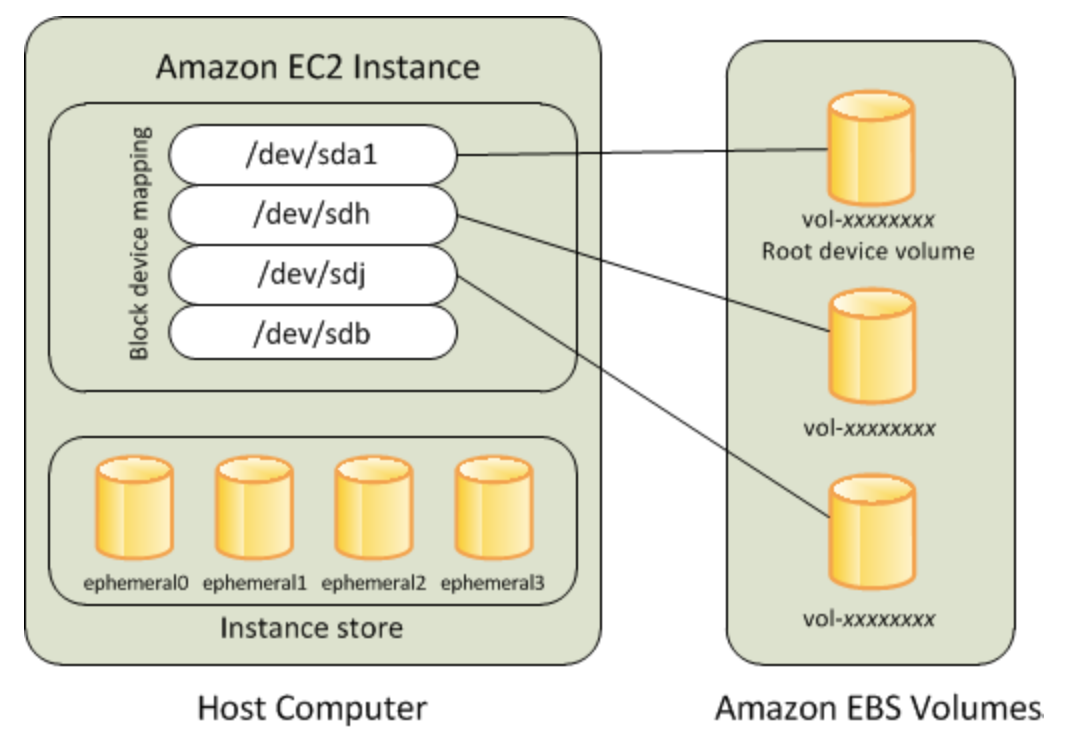 Amazon EC2 Instance
Block device mapping
/dev/sda1
/dev/sdh
/dev/sdj
/dev/sdb
ephemeral0
ephemeral1
ephemeral2
ephemeral3
Instance store
Host Computer
vol-xxxxxxxx
Root device volume
vol-xxxxxxxx
vol-xxxxxxxx
Amazon EBS Volumes